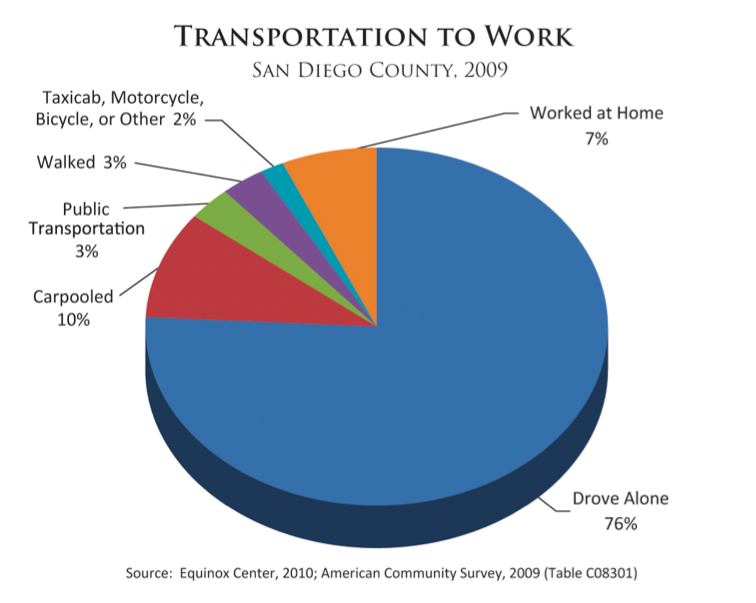 Transportation to Work
San Diego County, 2009
Taxicab, Motorcycle,
Bicycle, or Other 2%
Worked at Home
7%
Walked 3%
Public
Transportation
3%
Carpooled
10%
Drove Alone
76%
Source: Equinox Center, 2010; American Community Survey, 2009 (Table C08301)